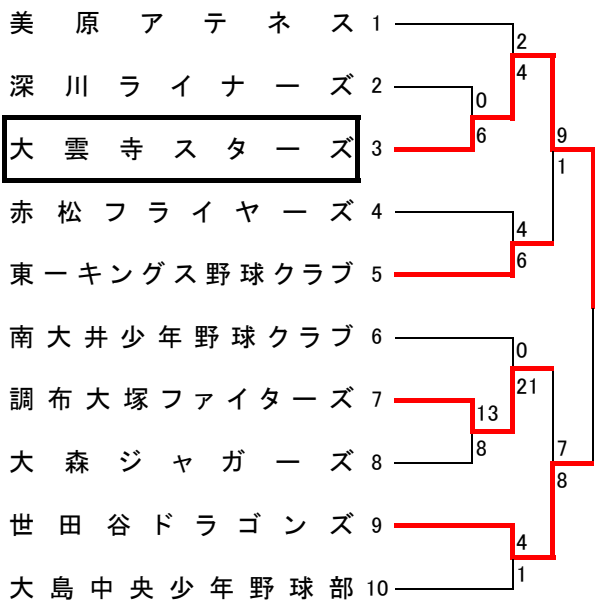 美原アテネス 1
2
深川ライナーズ 2
4
0
大雲寺スターズ 3
6
9
1
赤松フライヤーズ 4
4
東一キングス野球クラブ 5
6
南大井少年野球クラブ 6
0
調布大塚ファイターズ 7
21
13
大森ジャガーズ 8
8
7
8
世田谷ドラゴンズ 9
4
大島中央少年野球部 10
1